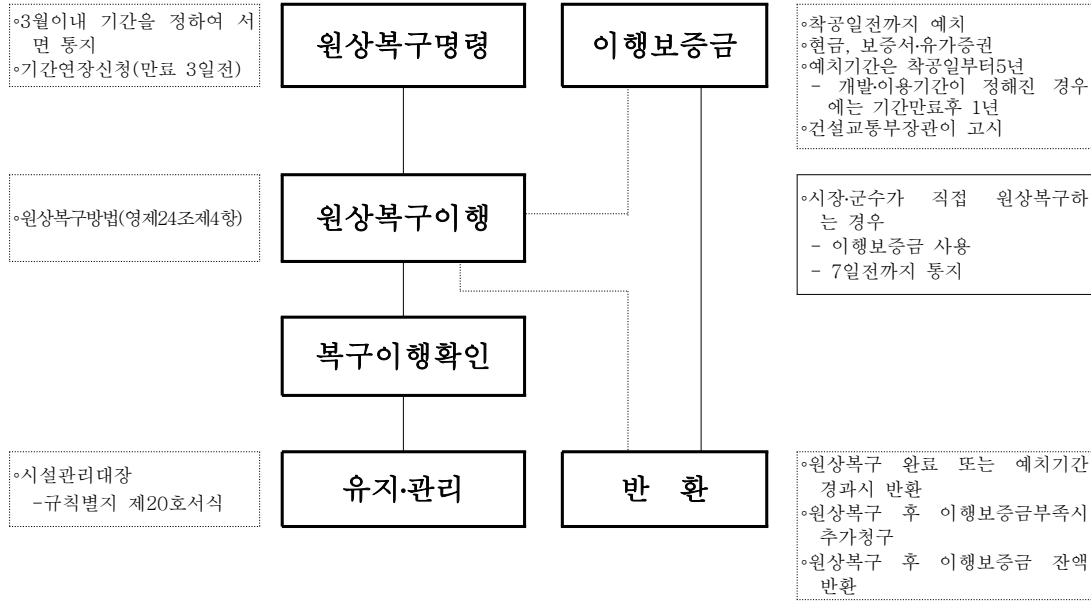 ◦3월이내 기간을 정하여 서
면 통지
◦기간연장신청(만료 3일전)
원상복구명령
이행보증금
◦착공일전까지 예치
◦현금, 보증서·유가증권
◦예치기간은 착공일부터5년
- 개발·이용기간이 정해진 경우
에는 기간만료후 1년
◦건설교통부장관이 고시
◦원상복구방법(영제24조제4항)
원상복구이행
◦시장·군수가 직접 원상복구하
는 경우
- 이행보증금 사용
- 7일전까지 통지
복구이행확인
◦시설관리대장
-규칙별지 제20호서식
유지·관리
반 환
◦원상복구 완료 또는 예치기간
경과시 반환
◦원상복구 후 이행보증금부족시
추가청구
◦원상복구 후 이행보증금 잔액
반환